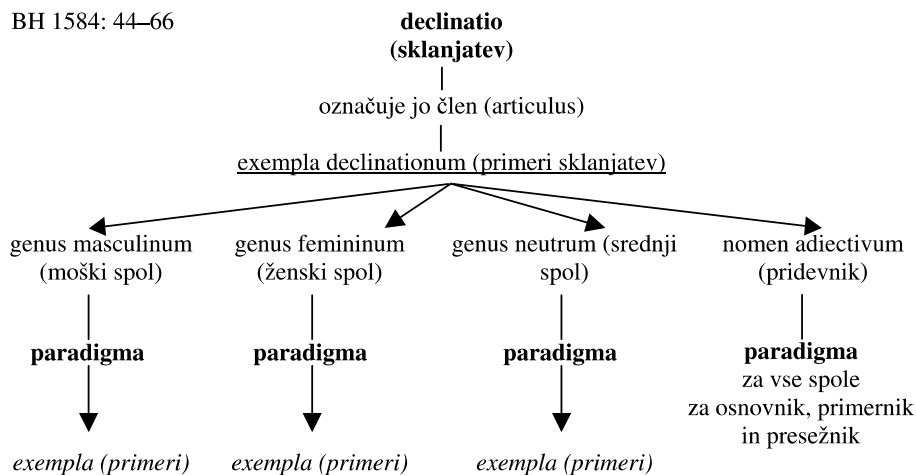 BH 1584: 44–66
declinatio
(sklanjatev)
označuje jo člen (articulus)
exempla declinationum (primeri sklanjatev)
genus masculinum
(moški spol)
genus femininum
(ženski spol)
genus neutrum (srednji
spol)
nomen adiectivum
(pridevnik)
paradigma
paradigma
paradigma
paradigma
za vse spole
za osnovnik, primernik
in presežnik
exempla (primeri)
exempla (primeri)
exempla (primeri)